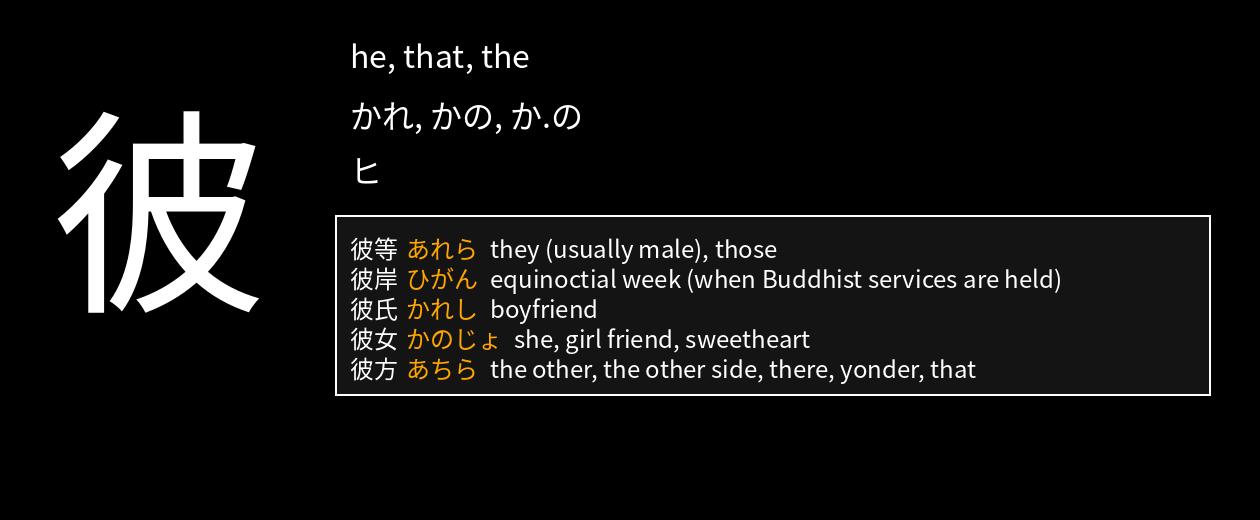 彼
he, that, the
かれ, かの, か.の
ヒ
彼等 あれら they (usually male), those
彼岸 ひがん equinoctial week (when Buddhist services are held)
彼氏 かれし boyfriend
彼女 かのじょ she, girl friend, sweetheart
彼方 あちら the other, the other side, there, yonder, that